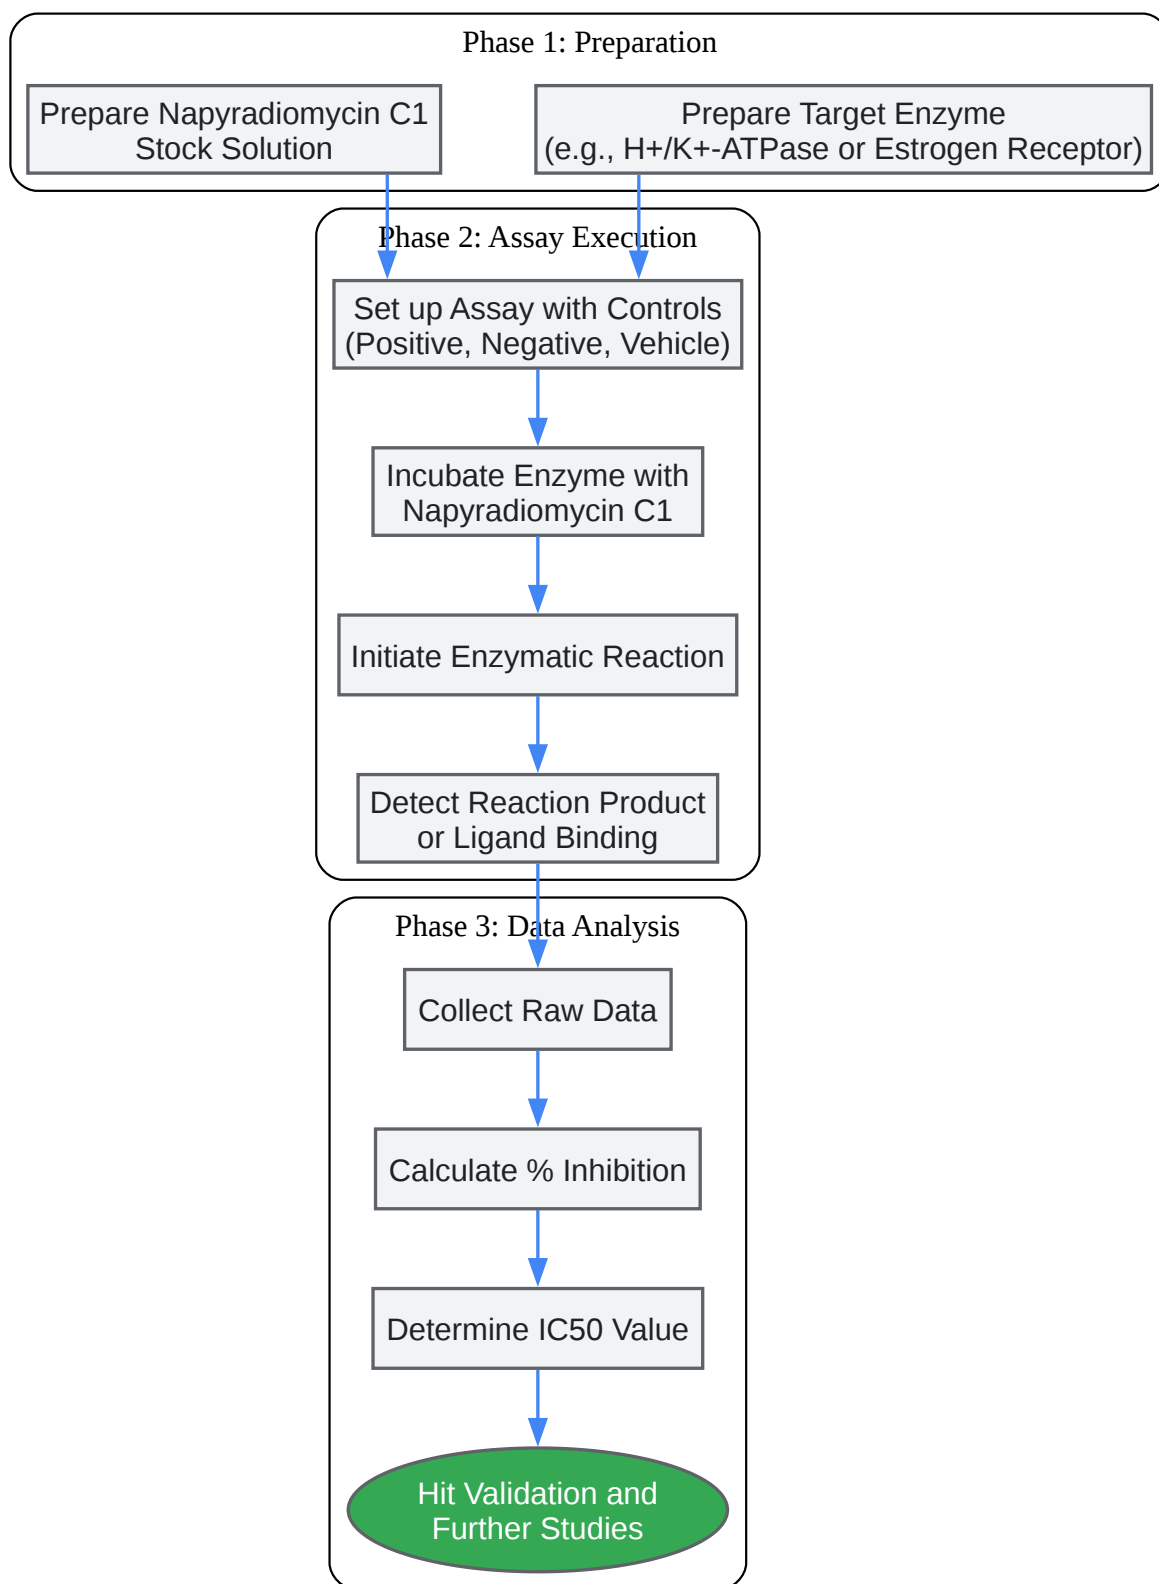 Phase 1: Preparation
Prepare Napyradiomycin C1
Stock Solution
Prepare Target Enzyme
(e.g., H+/K+-ATPase or Estrogen Receptor)
Phase 2: Assay Execution
Set up Assay with Controls
(Positive, Negative, Vehicle)
Incubate Enzyme with
Napyradiomycin C1
Initiate Enzymatic Reaction
Detect Reaction Product
or Ligand Binding
Phase 3: Data Analysis
Collect Raw Data
Calculate % Inhibition
Determine IC50 Value
Hit Validation and
Further Studies